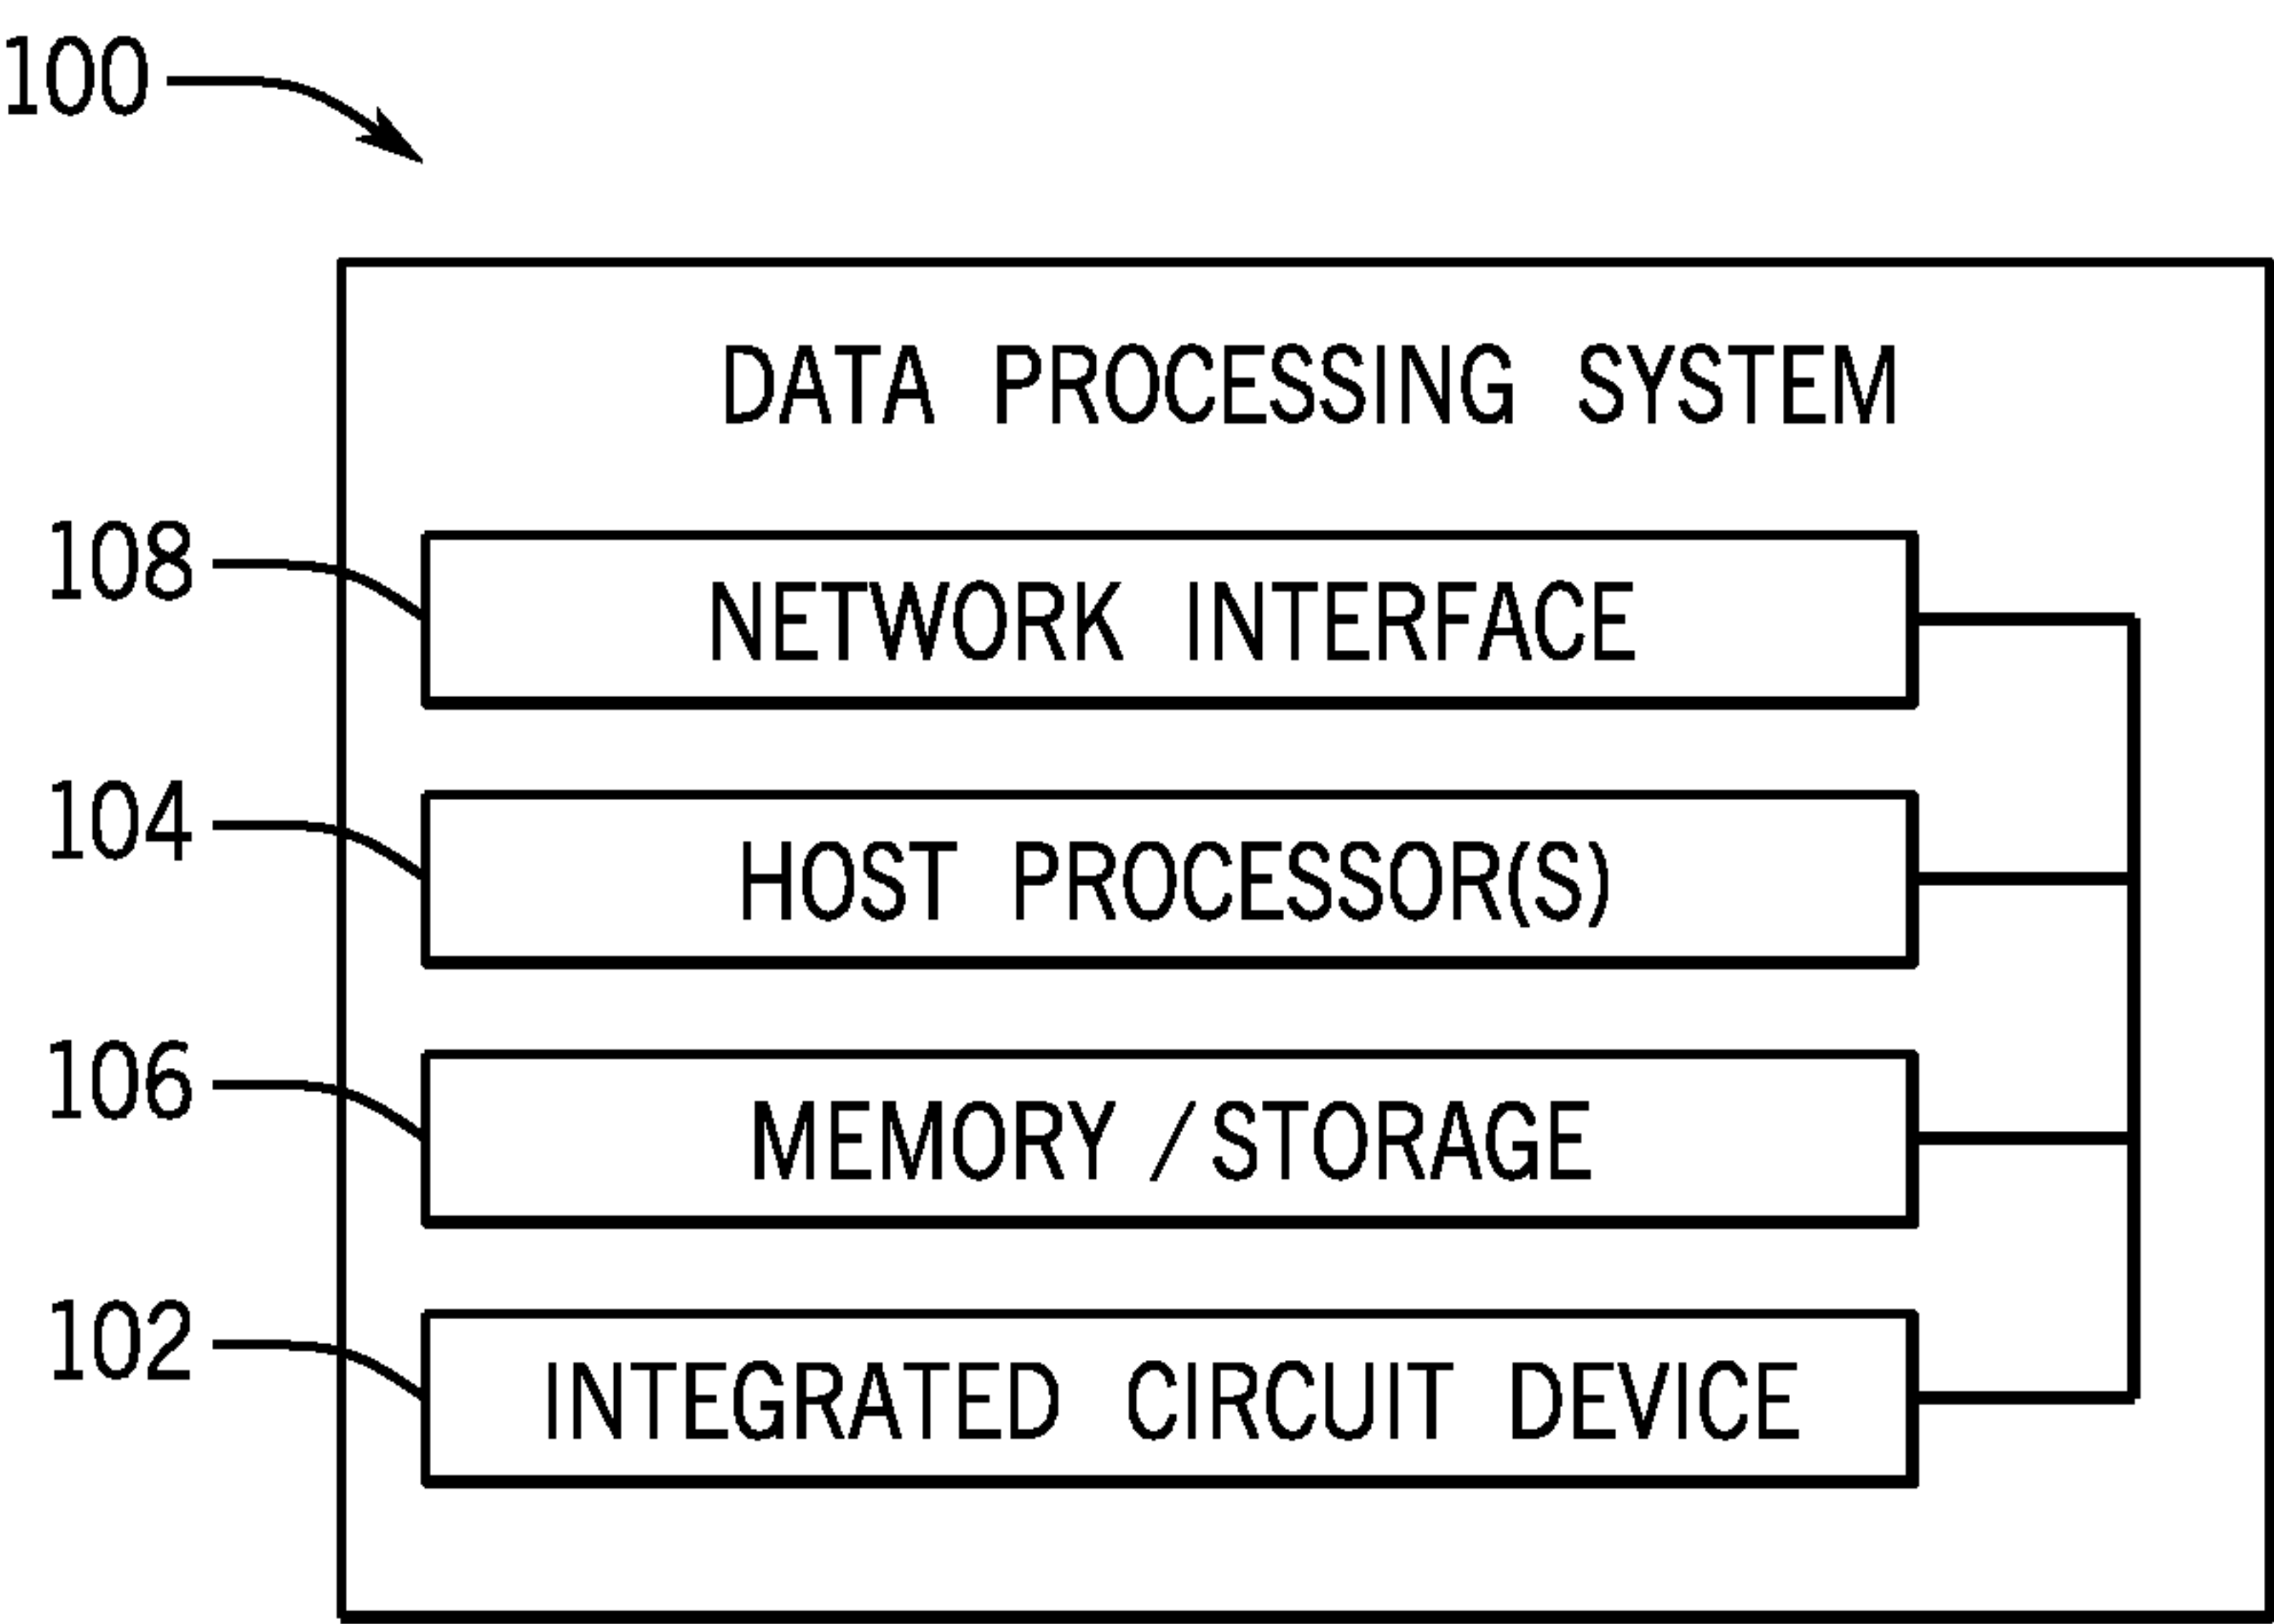 100
DATA PROCESSING SYSTEM
108
NETWORK INTERFACE
104
HOST PROCESSOR(S)
106
MEMORY/STORAGE
102
INTEGRATED CIRCUIT DEVICE